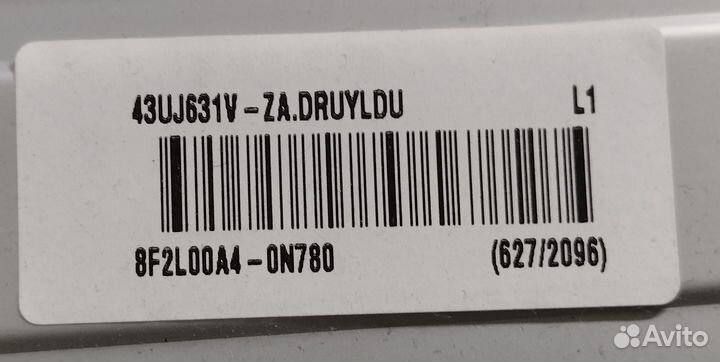 43UJ631V-ZA.DRUYLDU L1
8F2L00A4-0N780 (627/2096)
Avito